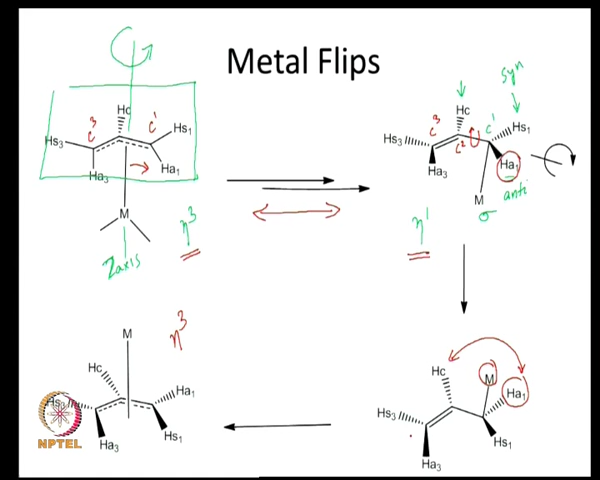 Metal Flips
Hc
C³
C¹
Hs₃
Hs₁
Ha₃
Ha₁
M
η³
Zaxis
syn
Hc
C³
C¹
Hs₁
Hs₃
C²
Ha₁
Ha₃
M
σ
anti
η¹
M
η³
Hc
Ha₁
Hs₃
Ha₃
Hs₁
NPTEL
Hc
M
Ha₁
Hs₃
Hs₁
Ha₃